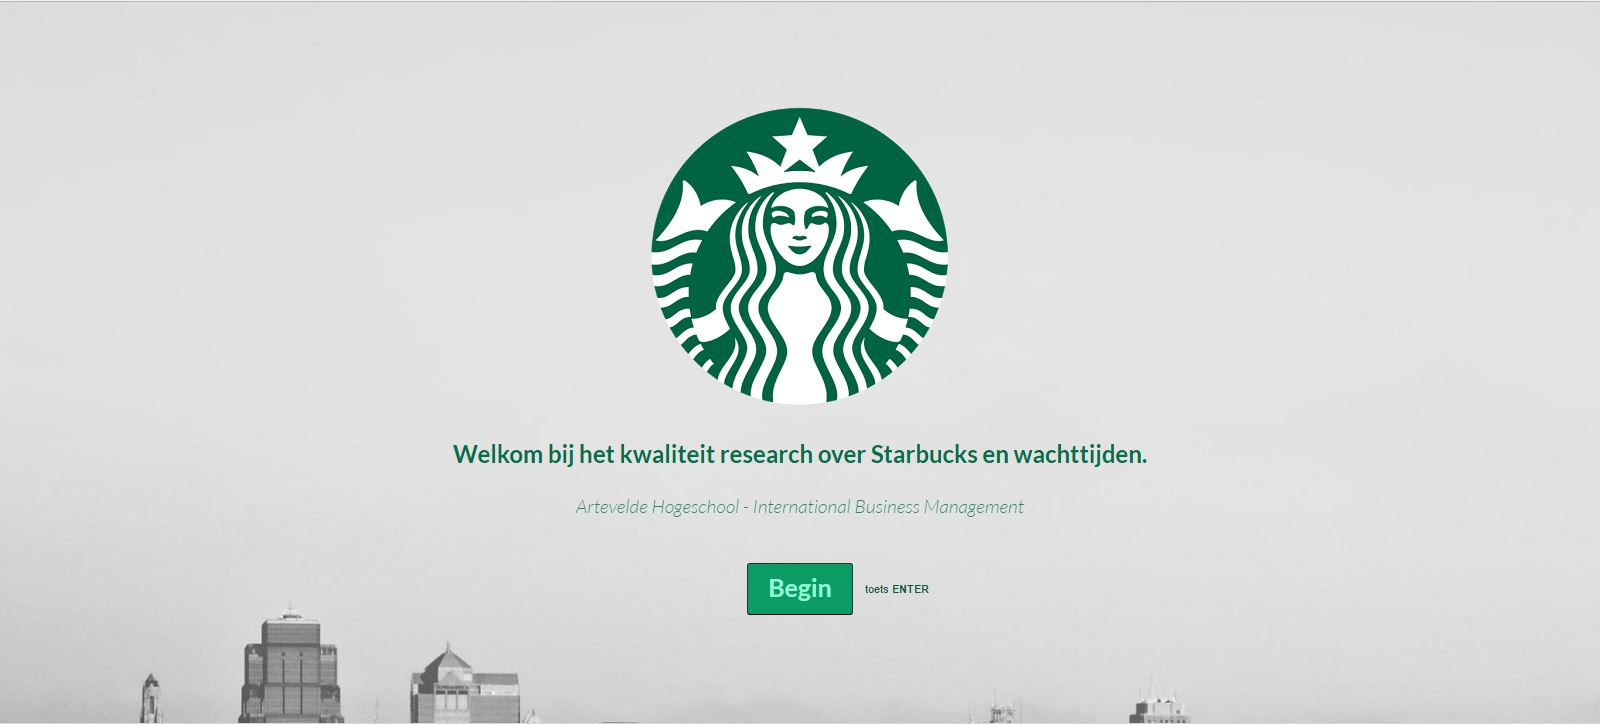 Welkom bij het kwaliteit research over Starbucks en wachttijden.
Artevelde Hogeschool - International Business Management
Begin
toets ENTER